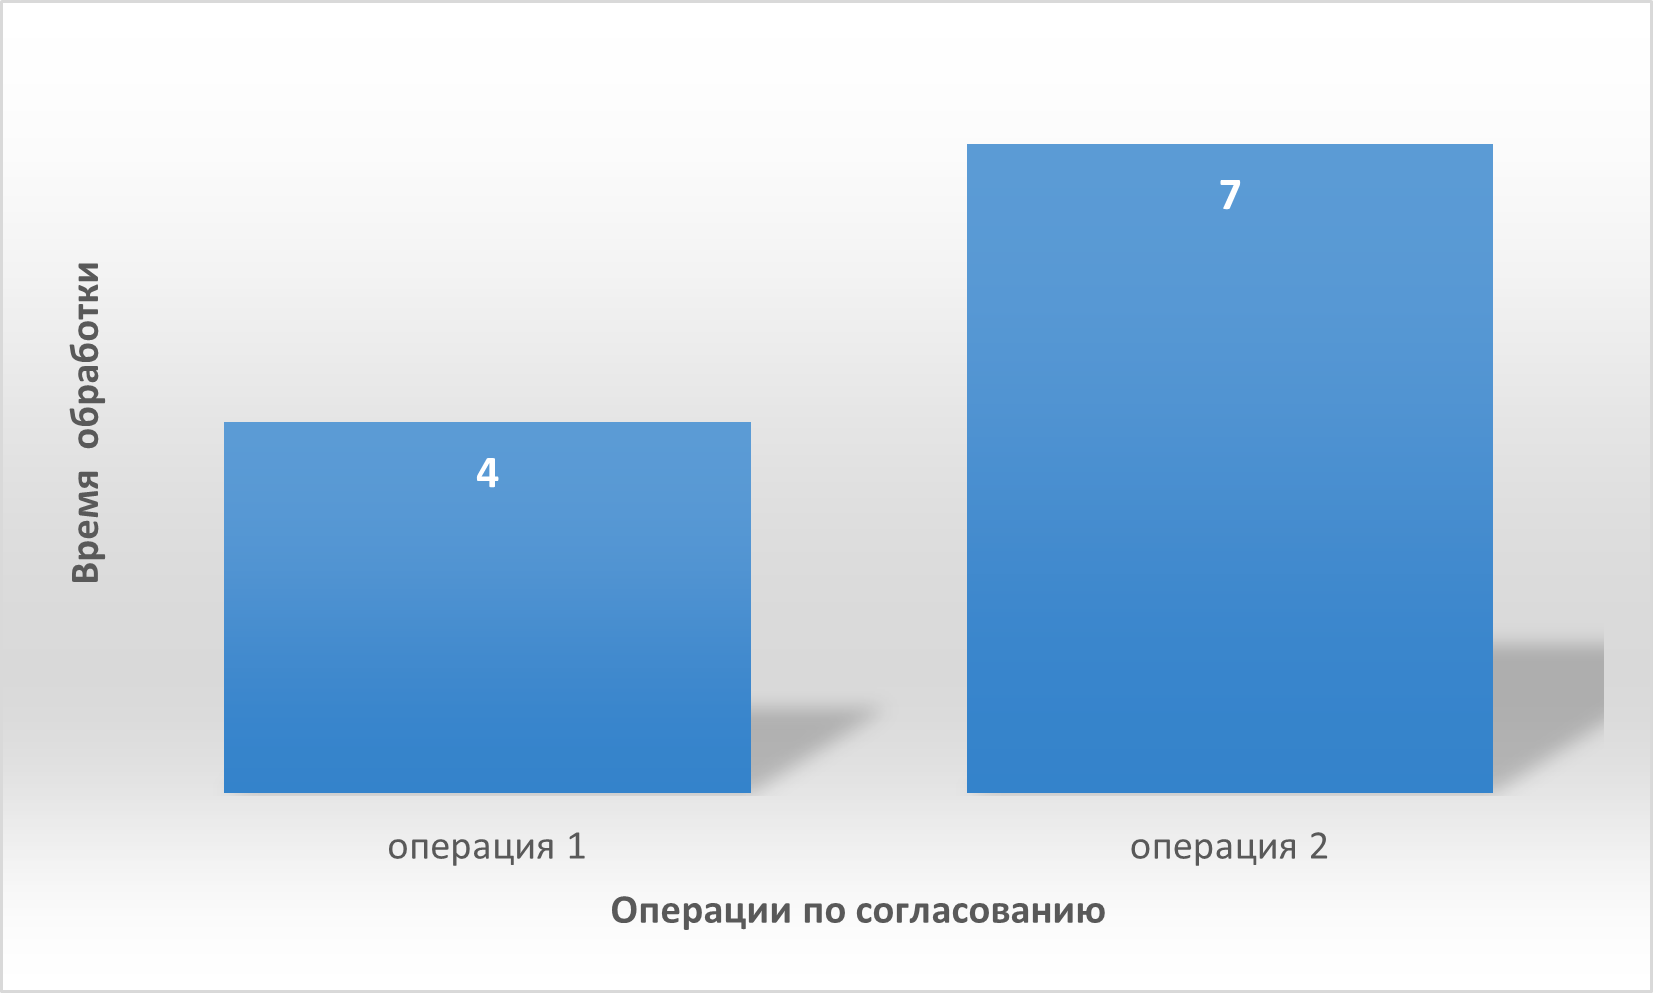 Время обработки
7
4
операция 1
операция 2
Операции по согласованию